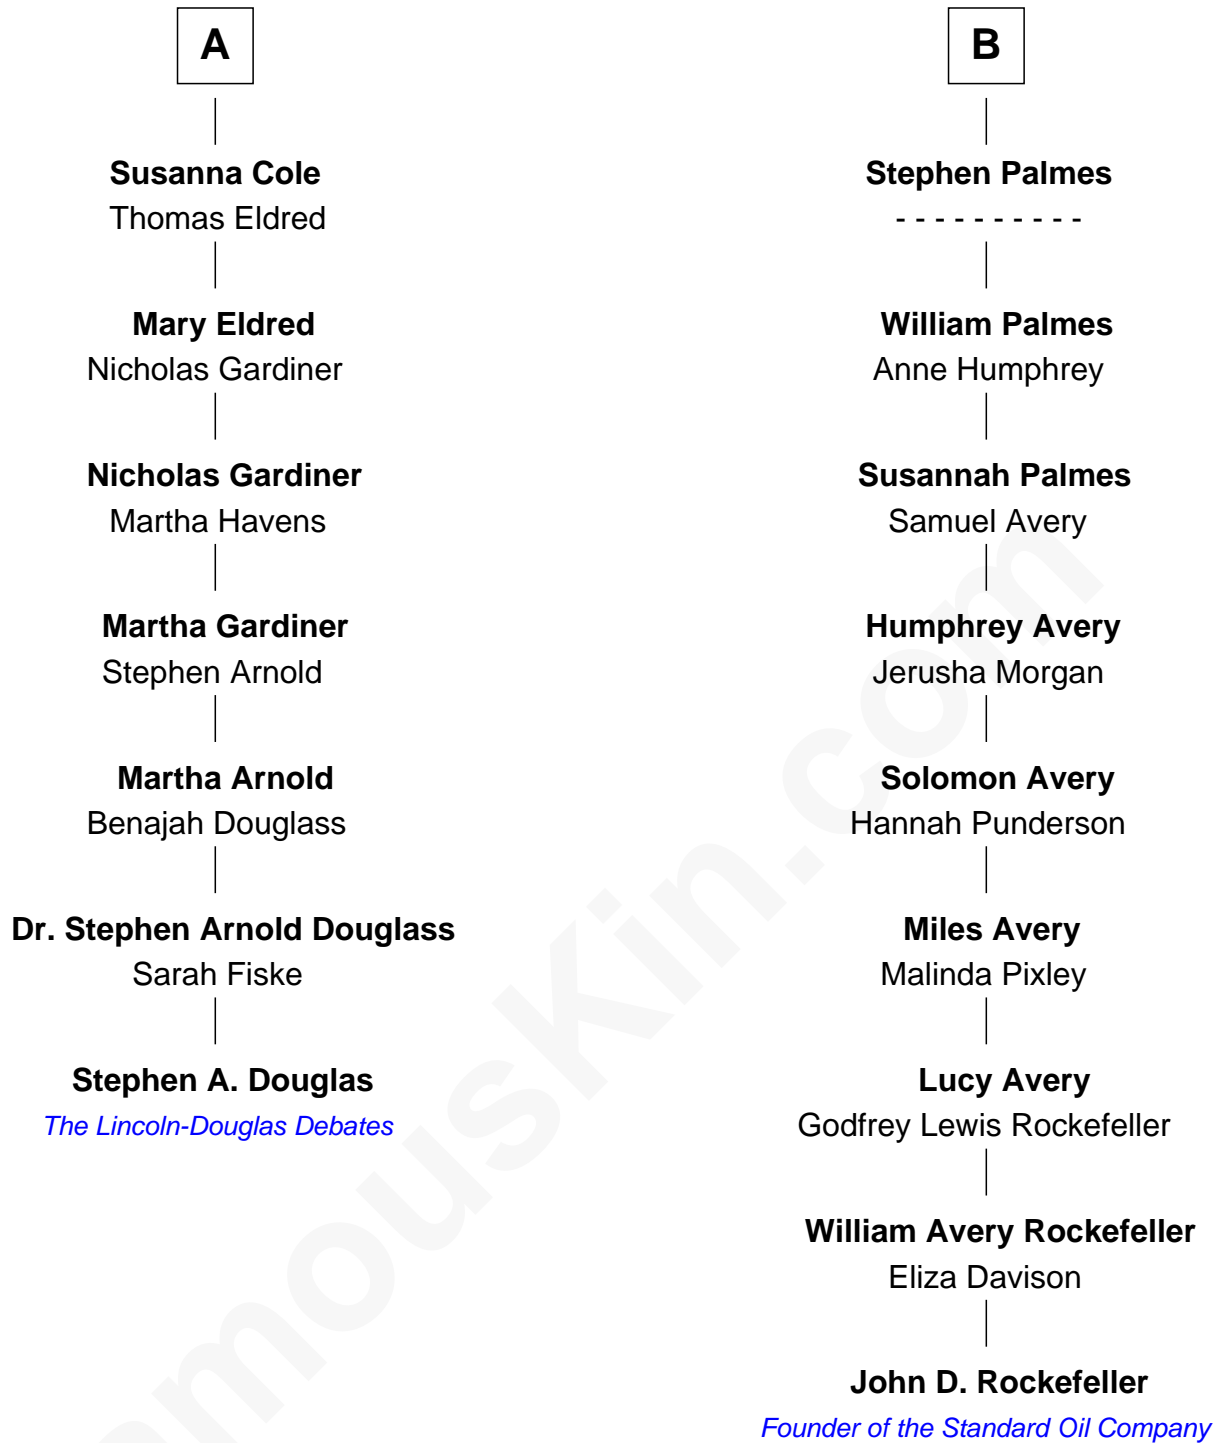 A
Susanna Cole
Thomas Eldred
Mary Eldred
Nicholas Gardiner
Nicholas Gardiner
Martha Havens
Martha Gardiner
Stephen Arnold
Martha Arnold
Benajah Douglass
Dr. Stephen Arnold Douglass
Sarah Fiske
Stephen A. Douglas
The Lincoln-Douglas Debates
B
Stephen Palmes
- - - - - - - - - -
William Palmes
Anne Humphrey
Susannah Palmes
Samuel Avery
Humphrey Avery
Jerusha Morgan
Solomon Avery
Hannah Punderson
Miles Avery
Malinda Pixley
Lucy Avery
Godfrey Lewis Rockefeller
William Avery Rockefeller
Eliza Davison
John D. Rockefeller
Founder of the Standard Oil Company
amouskin.com